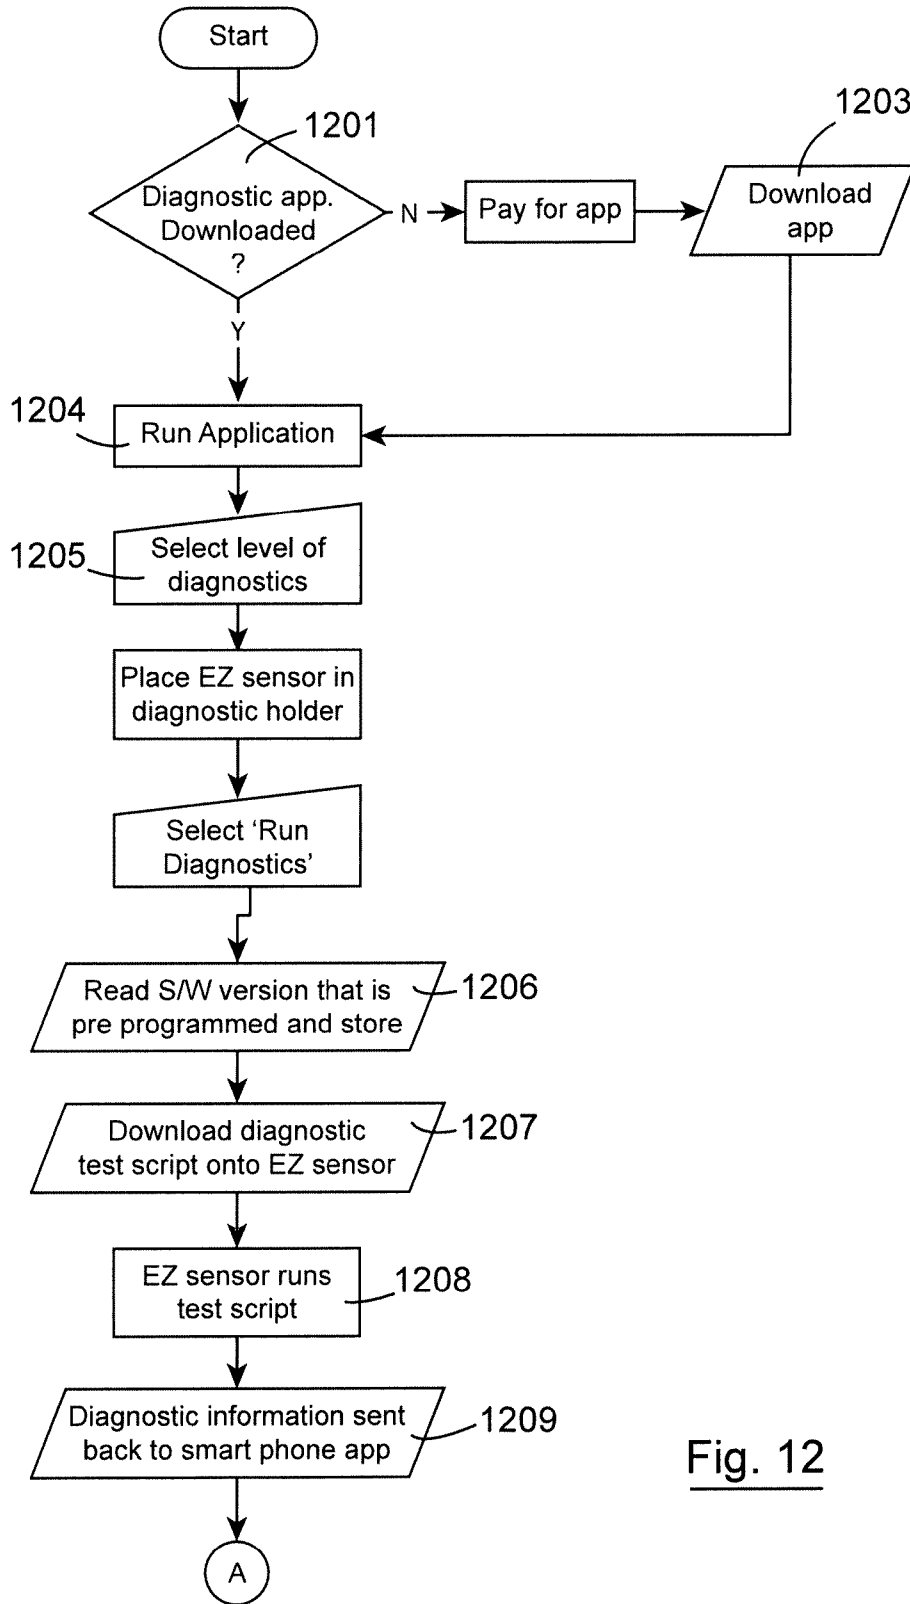 Start
1201
Diagnostic app.
Downloaded
?
N
Pay for app
1203
Download
app
Y
1204
Run Application
1205
Select level of
diagnostics
Place EZ sensor in
diagnostic holder
Select ‘Run
Diagnostics’
Read S/W version that is
pre programmed and store
1206
Download diagnostic
test script onto EZ sensor
1207
EZ sensor runs
test script
1208
Diagnostic information sent
back to smart phone app
1209
Fig. 12
A